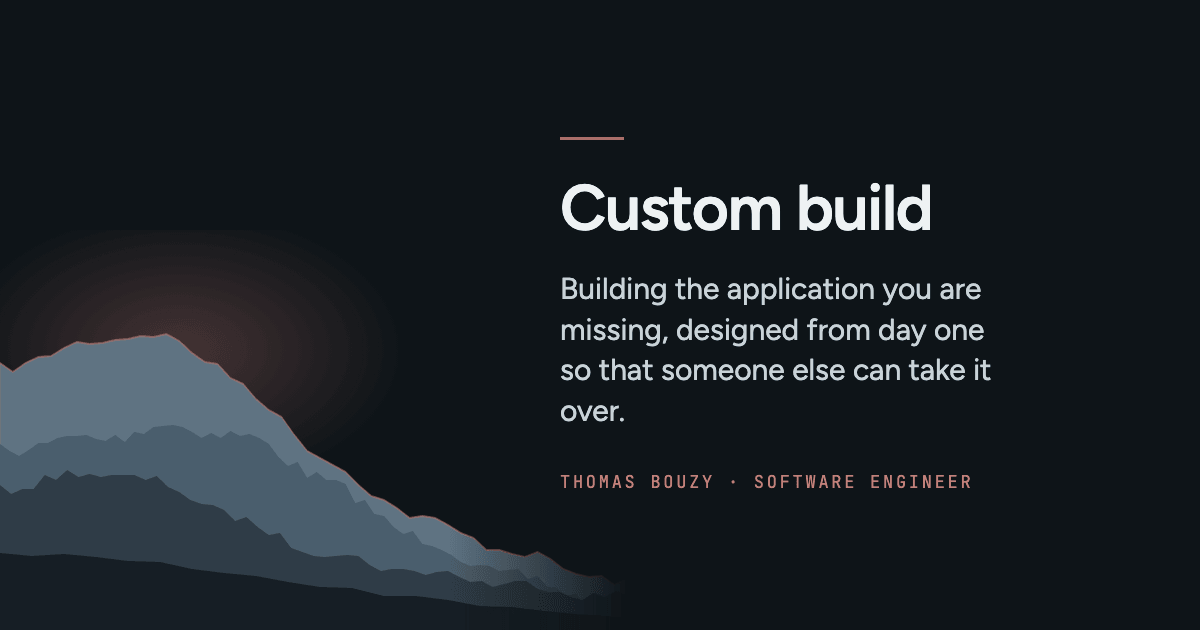 Custom build
Building the application you are
missing, designed from day one
so that someone else can take it
over.
THOMAS BOUZY · SOFTWARE ENGINEER